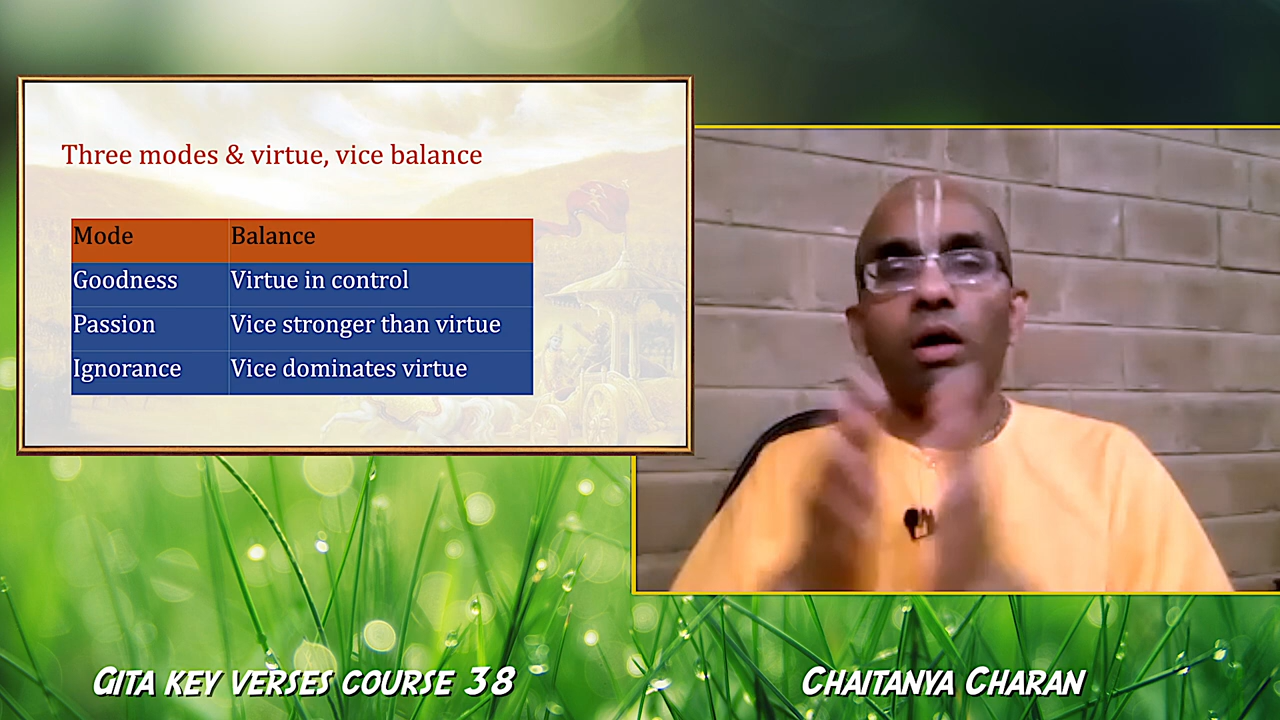 Three modes & virtue, vice balance
Mode Balance
Goodness Virtue in control
Passion Vice stronger than virtue
Ignorance Vice dominates virtue
GITA KEY VERSES COURSE 38
CHAITANYA CHARAN